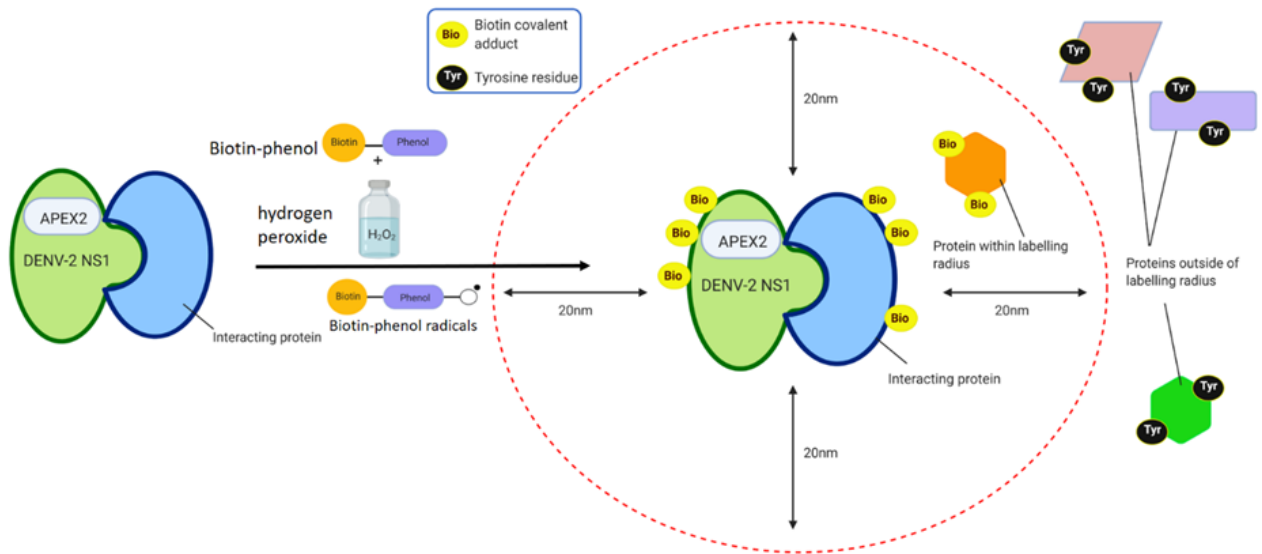 Bio
Biotin covalent
adduct
Tyr
Tyrosine residue
Biotin-phenol
Biotin
Phenol
+
hydrogen
peroxide
H₂O₂
Biotin
Phenol
Biotin-phenol radicals
APEX2
DENV-2 NS1
Interacting protein
20nm
20nm
20nm
20nm
Bio
Bio
Bio
APEX2
DENV-2 NS1
Bio
Bio
Bio
Interacting protein
Bio
Bio
Protein within labelling
radius
Tyr
Tyr
Tyr
Tyr
Proteins outside of
labelling radius
Tyr
Tyr